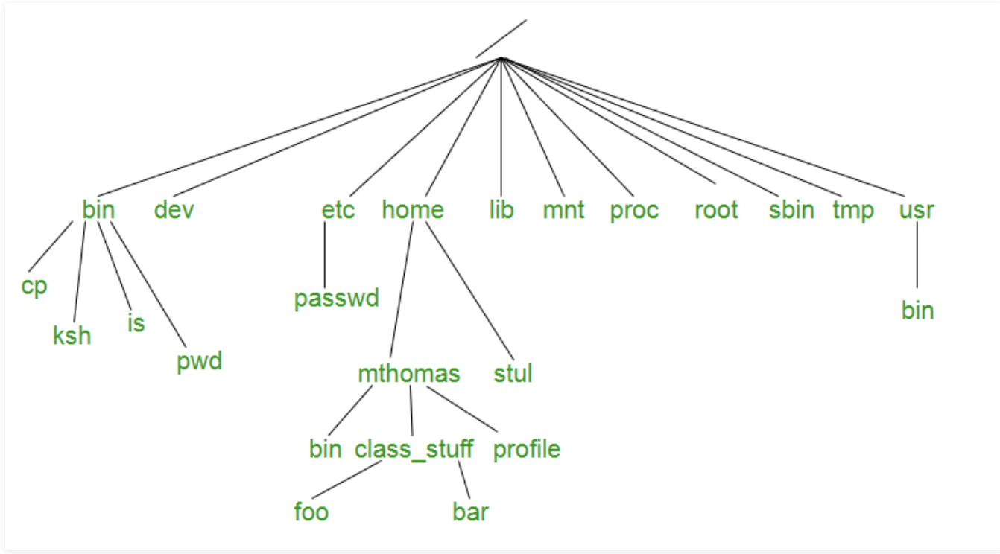 /
bin dev etc home lib mnt proc root sbin tmp usr
cp
passwd
bin
is
ksh
pwd
mthomas stul
bin class_stuff profile
foo bar